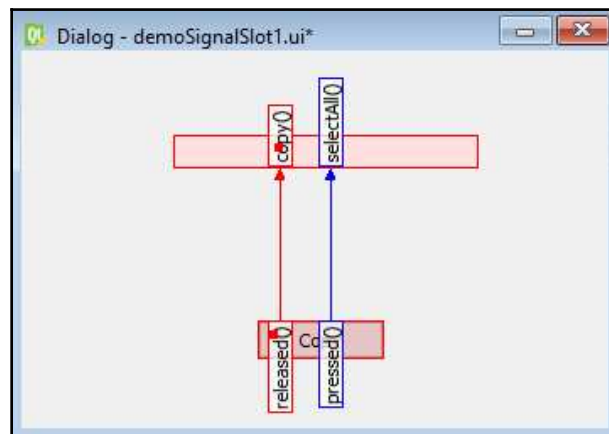 Dialog - demoSignalSlot1.ui*
copy()
selectAll()
released()
pressed()